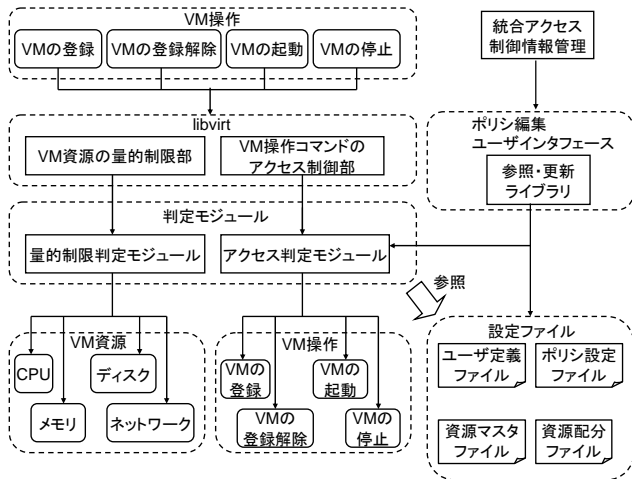 VM操作
VMの登録
VMの登録解除
VMの起動
VMの停止
統合アクセス
制御情報管理
libvirt
VM資源の量的制限部
VM操作コマンドの
アクセス制御部
ポリシ編集
ユーザインタフェース
参照・更新
ライブラリ
判定モジュール
量的制限判定モジュール
アクセス判定モジュール
参照
VM資源
CPU
ディスク
メモリ
ネットワーク
VM操作
VMの
登録
VMの
起動
VMの
登録解除
VMの
停止
設定ファイル
ユーザ定義
ファイル
ポリシ設定
ファイル
資源マスタ
ファイル
資源配分
ファイル